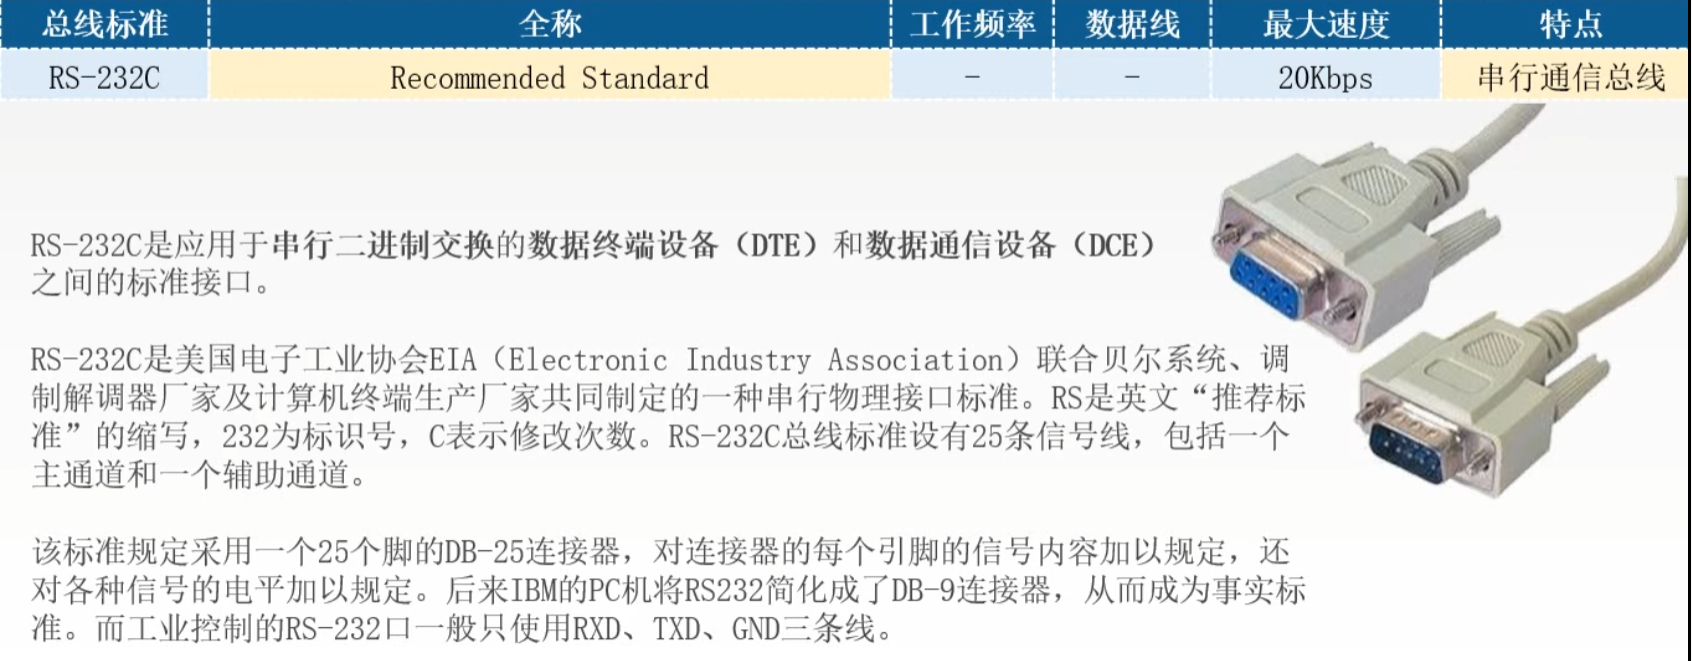 总线标准 全称 工作频率 数据线 最大速度 特点
RS-232C Recommended Standard - - 20Kbps 串行通信总线
RS-232C是应用于串行二进制交换的数据终端设备（DTE）和数据通信设备（DCE）
之间的标准接口。
RS-232C是美国电子工业协会EIA（Electronic Industry Association）联合贝尔系统、调
制解调器厂家及计算机终端生产厂家共同制定的一种串行物理接口标准。RS是英文“推荐标
准”的缩写，232为标识号，C表示修改次数。RS-232C总线标准设有25条信号线，包括一个
主通道和一个辅助通道。
该标准规定采用一个25个脚的DB-25连接器，对连接器的每个引脚的信号内容加以规定，还
对各种信号的电平加以规定。后来IBM的PC机将RS232简化成了DB-9连接器，从而成为事实标
准。而工业控制的RS-232口一般只使用RXD、TXD、GND三条线。